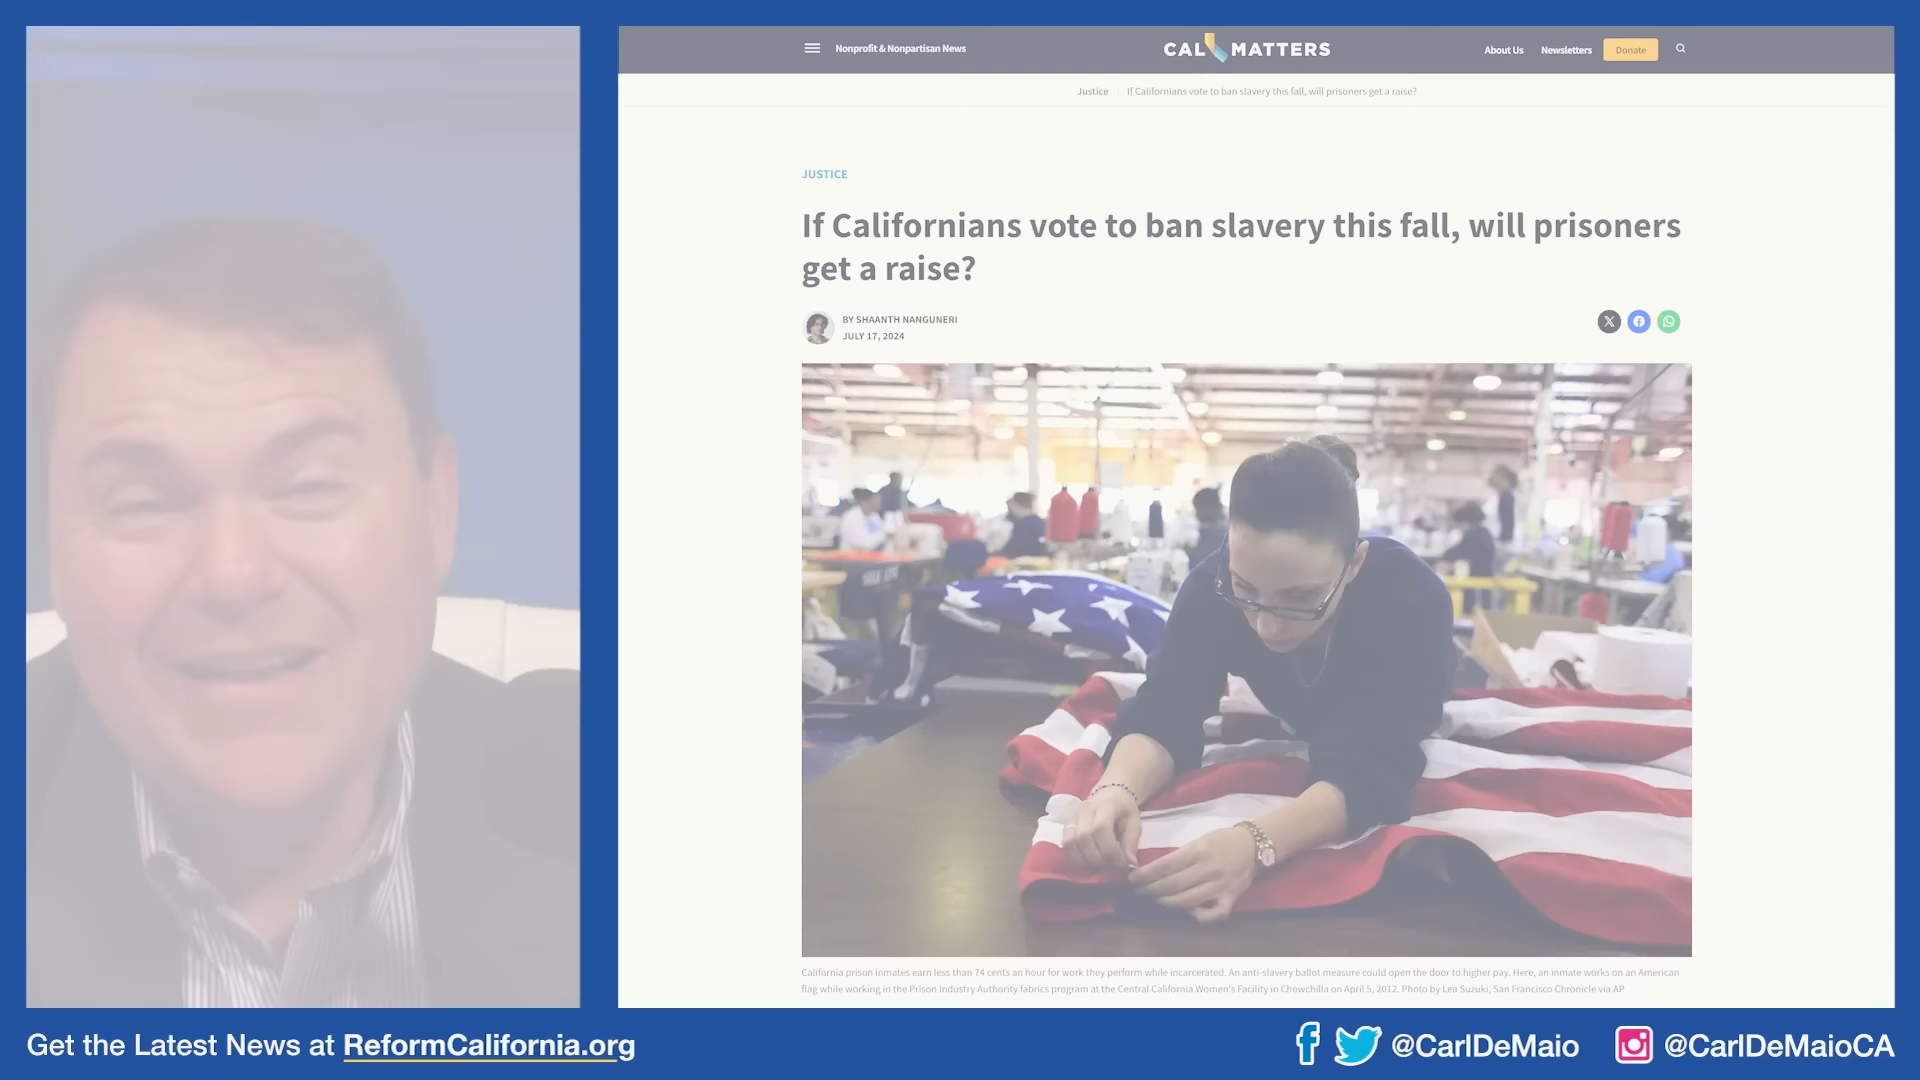 Nonprofit & Nonpartisan News
CAL MATTERS
About Us
Newsletters
Donate
Justice
If Californians vote to ban slavery this fall, will prisoners get a raise?
JUSTICE
If Californians vote to ban slavery this fall, will prisoners
get a raise?
BY SHAANTH NANGUNERI
JULY 17, 2024
California prison inmates earn less than 74 cents an hour for work they perform while incarcerated. An anti-slavery ballot measure could open the door to higher pay. Here, an inmate works on an American
flag while working in the Prison Industry Authority fabrics program at the Central California Women's Facility in Chowchilla on April 5, 2012. Photo by Lea Suzuki, San Francisco Chronicle via AP
Get the Latest News at ReformCalifornia.org
@CarlDeMaio
@CarlDeMaioCA